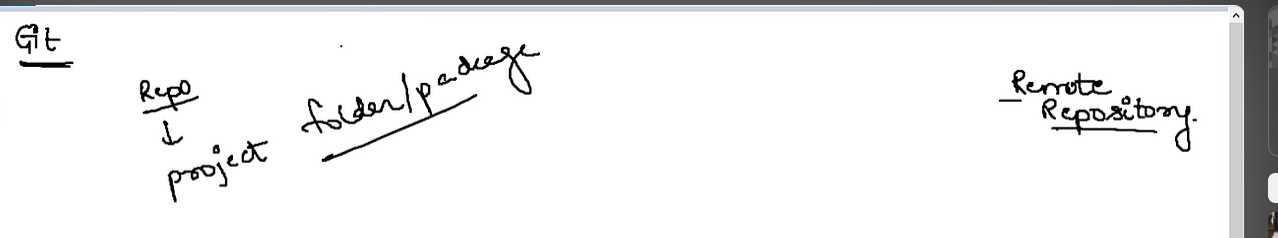 Git
Repo
↓
project folder/package
Remote
Repository.